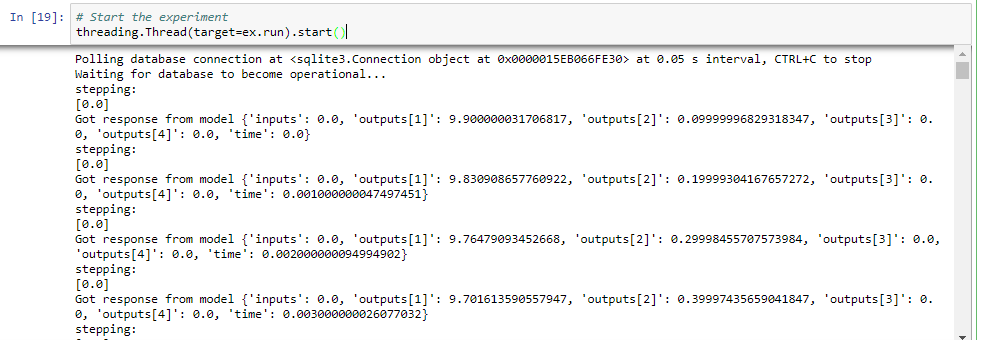 In [19]: # Start the experiment
threading.Thread(target=ex.run).start()
Polling database connection at <sqlite3.Connection object at 0x0000015EB066FE30> at 0.05 s interval, CTRL+C to stop
Waiting for database to become operational...
stepping:
[0.0]
Got response from model {'inputs': 0.0, 'outputs[1]': 9.900000031706817, 'outputs[2]': 0.09999996829318347, 'outputs[3]': 0.
0, 'outputs[4]': 0.0, 'time': 0.0}
stepping:
[0.0]
Got response from model {'inputs': 0.0, 'outputs[1]': 9.830908657760922, 'outputs[2]': 0.19999304167657272, 'outputs[3]': 0.
0, 'outputs[4]': 0.0, 'time': 0.001000000047497451}
stepping:
[0.0]
Got response from model {'inputs': 0.0, 'outputs[1]': 9.76479093452668, 'outputs[2]': 0.29998455707573984, 'outputs[3]': 0.0,
'outputs[4]': 0.0, 'time': 0.002000000094994902}
stepping:
[0.0]
Got response from model {'inputs': 0.0, 'outputs[1]': 9.701613590557947, 'outputs[2]': 0.39997435659041847, 'outputs[3]': 0.
0, 'outputs[4]': 0.0, 'time': 0.003000000026077032}
stepping: